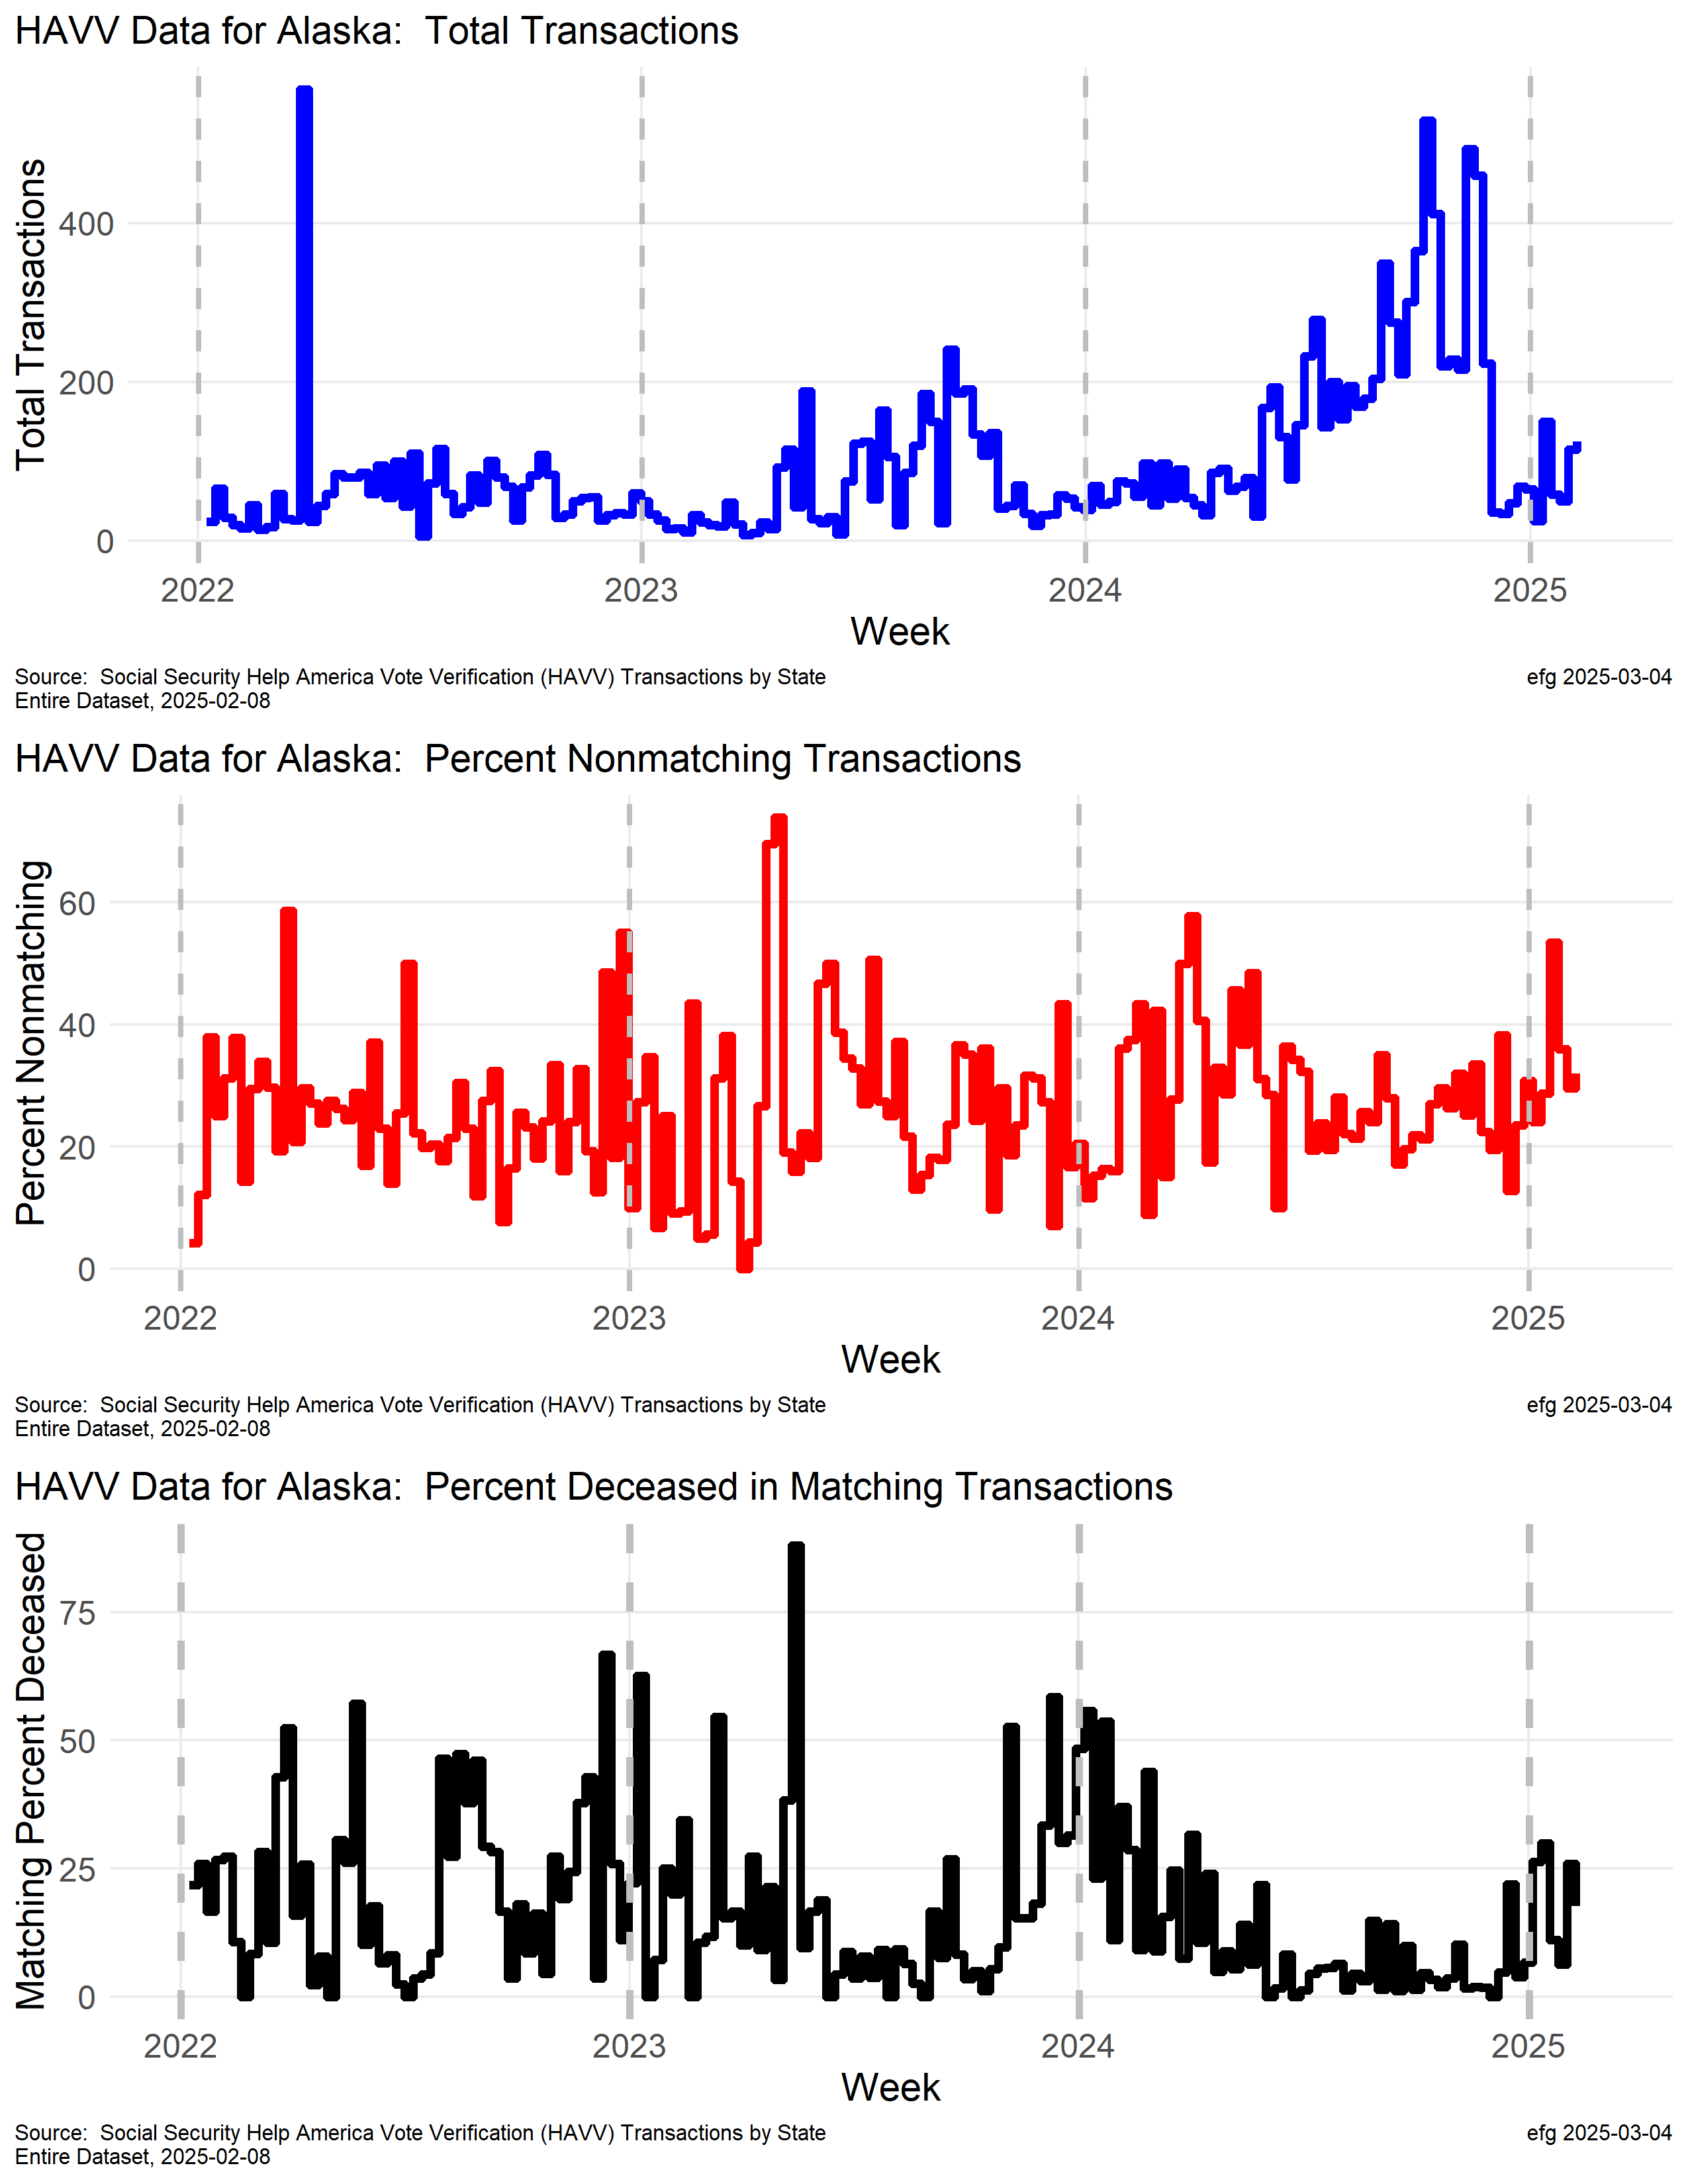 HAVV Data for Alaska:  Total Transactions
Total Transactions
400
200
0
2022 2023 2024 2025
Week
Source:  Social Security Help America Vote Verification (HAVV) Transactions by State
Entire Dataset, 2025-02-08
efg 2025-03-04
HAVV Data for Alaska:  Percent Nonmatching Transactions
Percent Nonmatching
60
40
20
0
2022 2023 2024 2025
Week
Source:  Social Security Help America Vote Verification (HAVV) Transactions by State
Entire Dataset, 2025-02-08
efg 2025-03-04
HAVV Data for Alaska:  Percent Deceased in Matching Transactions
Matching Percent Deceased
75
50
25
0
2022 2023 2024 2025
Week
Source:  Social Security Help America Vote Verification (HAVV) Transactions by State
Entire Dataset, 2025-02-08
efg 2025-03-04